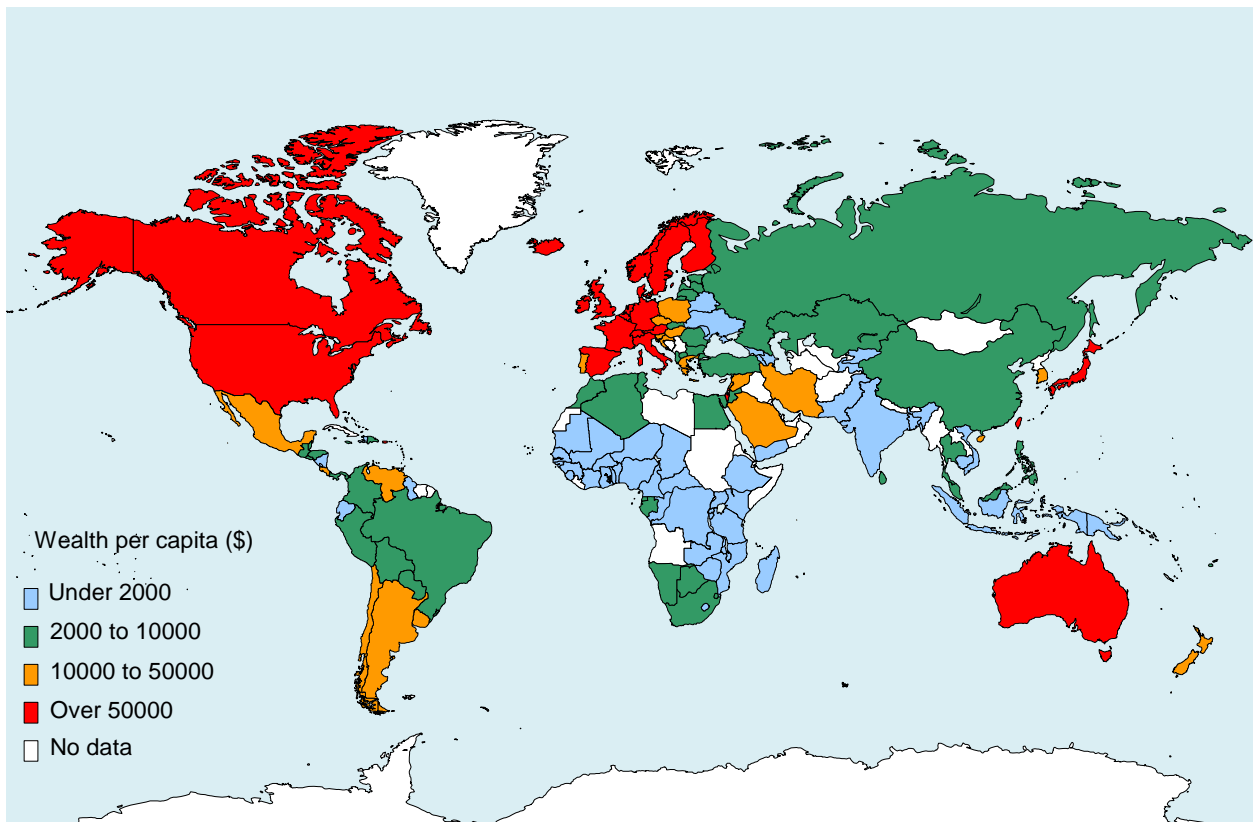 Wealth per capita ($)
Under 2000
2000 to 10000
10000 to 50000
Over 50000
No data